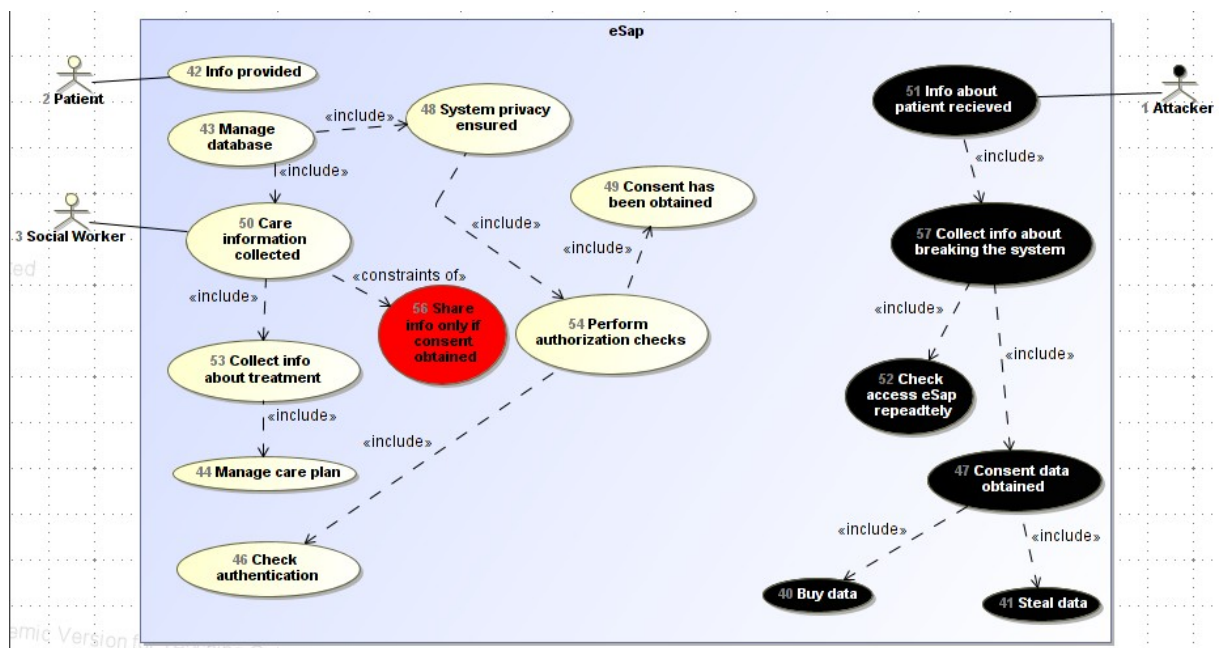 eSap
42 Info provided
2 Patient
43 Manage
database
«include»
48 System privacy
ensured
«include»
51 Info about
patient recieved
1 Attacker
«include»
49 Consent has
been obtained
50 Care
information
collected
3 Social Worker
«include»
«include»
57 Collect info about
breaking the system
«constraints of»
«include»
56 Share
info only if
consent
obtained
54 Perform
authorization checks
«include»
«include»
53 Collect info
about treatment
52 Check
access eSap
repeadtely
«include»
«include»
44 Manage care plan
47 Consent data
obtained
«include»
«include»
46 Check
authentication
40 Buy data
41 Steal data
emic Version for